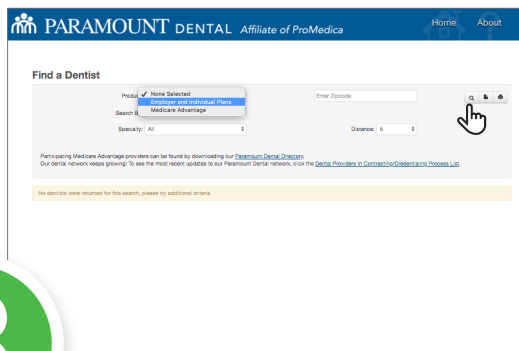 PARAMOUNT DENTAL Affiliate of ProMedica
Home About
Find a Dentist
Produ None Selected
Employer and Individual Plans
Medicare Advantage
Enter Zipcode
Search B
Specialty: All
Distance: 5
Participating Medicare Advantage providers can be found by downloading our Paramount Dental Directory.
Our dental network keeps growing! To see the most recent updates to our Paramount Dental network, click the Dental Providers in Contracting/Credentialing Process List.
No dentists were returned for this search, please try additional criteria